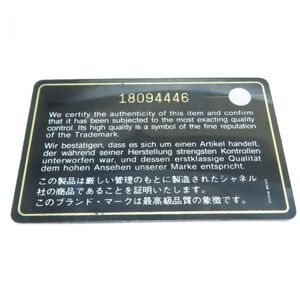 18094446
We certify the authenticity of this item and confirm
that it has been subjected to the most exacting quality
control. Its high quality is a symbol of the fine reputation
of the Trademark.
Wir bestätigen, dass es sich um einen Artikel handelt,
der während seiner Herstellung strengsten Kontrollen
unterworfen war, und dessen erstklassige Qualität
dem hohen Ansehen unserer Marke entspricht.
この製品は厳しい管理のもとに製造されたシャネル
社の商品であることを証明いたします。
このブランド・マークは最高級品質の象徴です。